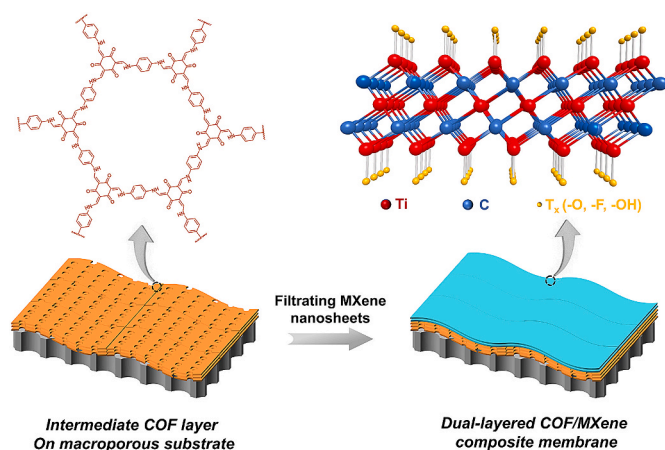 Ti
C
Tx (-O, -F, -OH)
Filtrating MXene
nanosheets
Intermediate COF layer
On macroporous substrate
Dual-layered COF/MXene
composite membrane